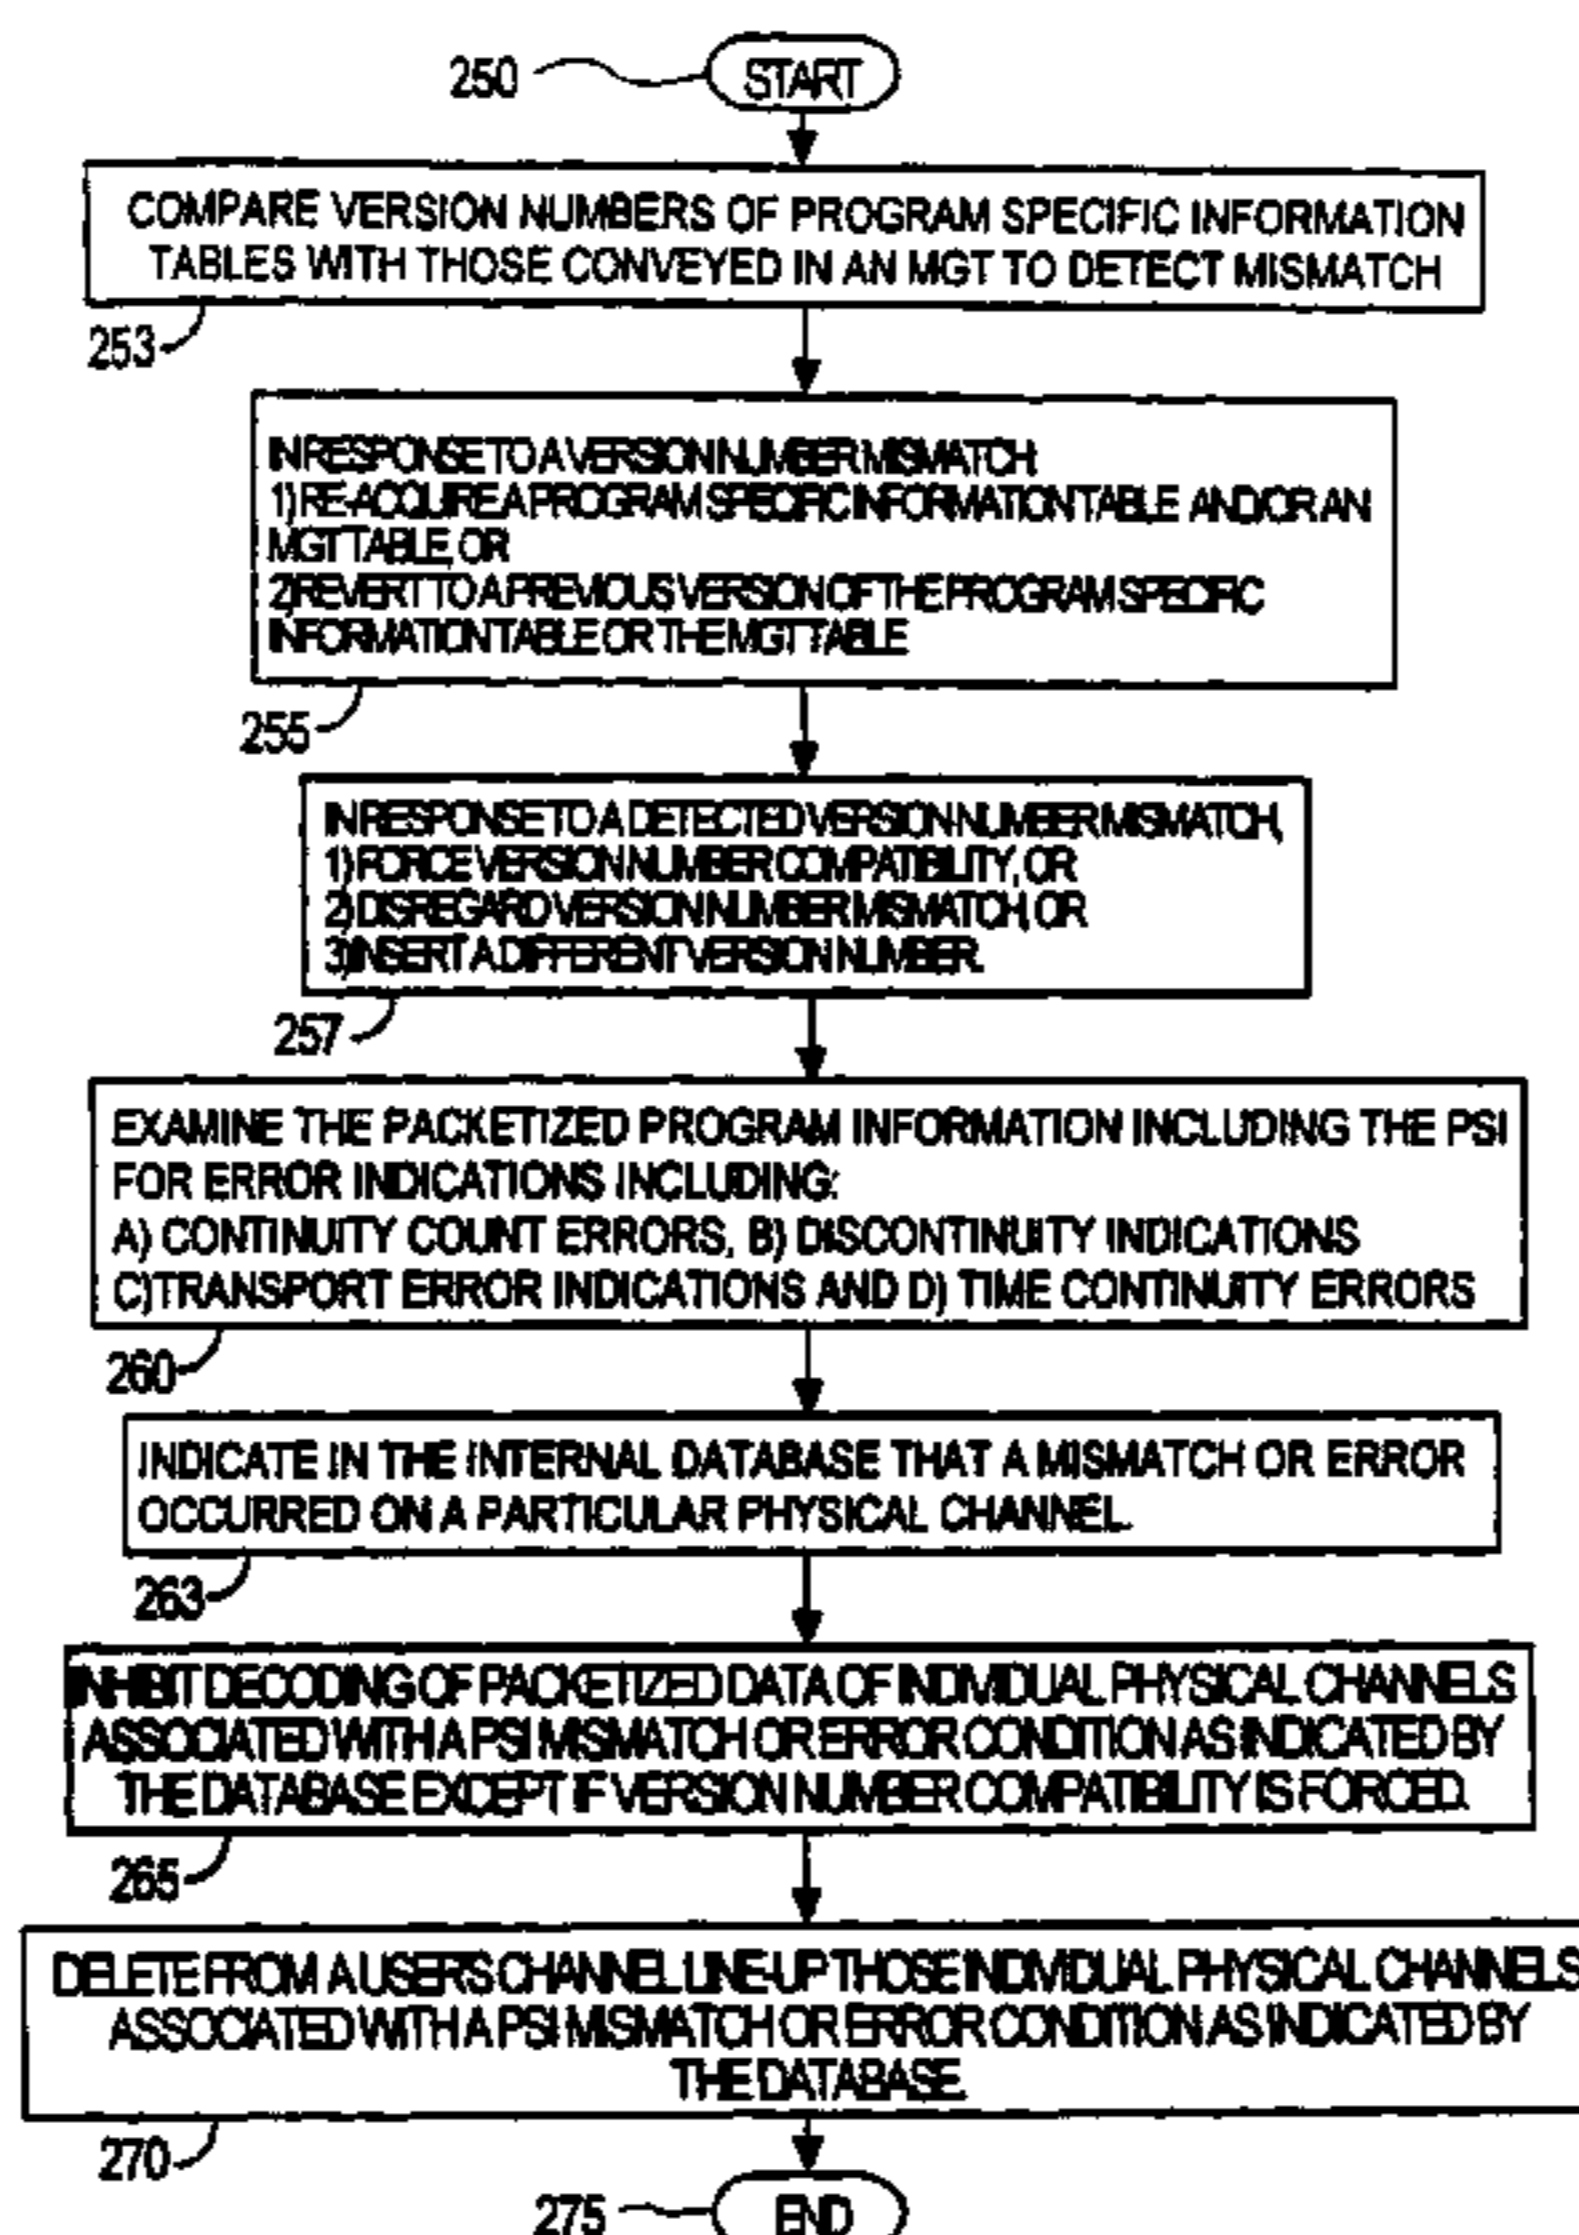 250 START
COMPARE VERSION NUMBERS OF PROGRAM SPECIFIC INFORMATION
TABLES WITH THOSE CONVEYED IN AN MGT TO DETECT MISMATCH
253
IN RESPONSE TO A VERSION NUMBER MISMATCH:
1) RE-ACQUIRE A PROGRAM SPECIFIC INFORMATION TABLE AND/OR AN
MGT TABLE, OR
2) REVERT TO A PREVIOUS VERSION OF THE PROGRAM SPECIFIC
INFORMATION TABLE OR THE MGT TABLE
255
IN RESPONSE TO A DETECTED VERSION-NUMBER MISMATCH,
1) FORCE VERSION NUMBER COMPATIBILITY, OR
2) DISREGARD VERSION NUMBER MISMATCH, OR
3) INSERT A DIFFERENT VERSION NUMBER.
257
EXAMINE THE PACKETIZED PROGRAM INFORMATION INCLUDING THE PSI
FOR ERROR INDICATIONS INCLUDING:
A) CONTINUITY COUNT ERRORS, B) DISCONTINUITY INDICATIONS
C)TRANSPORT ERROR INDICATIONS AND D) TIME CONTINUITY ERRORS
260
INDICATE IN THE INTERNAL DATABASE THAT A MISMATCH OR ERROR
OCCURRED ON A PARTICULAR PHYSICAL CHANNEL.
263
INHIBIT DECODING OF PACKETIZED DATA OF INDIVIDUAL PHYSICAL CHANNELS
ASSOCIATED WITH A PSI MISMATCH OR ERROR CONDITION AS INDICATED BY
THE DATABASE EXCEPT IF VERSION NUMBER COMPATIBILITY IS FORCED.
265
DELETE FROM A USER'S CHANNEL LINE-UP THOSE INDIVIDUAL PHYSICAL CHANNELS
ASSOCIATED WITH A PSI MISMATCH OR ERROR CONDITION AS INDICATED BY
THE DATABASE.
270
275 END